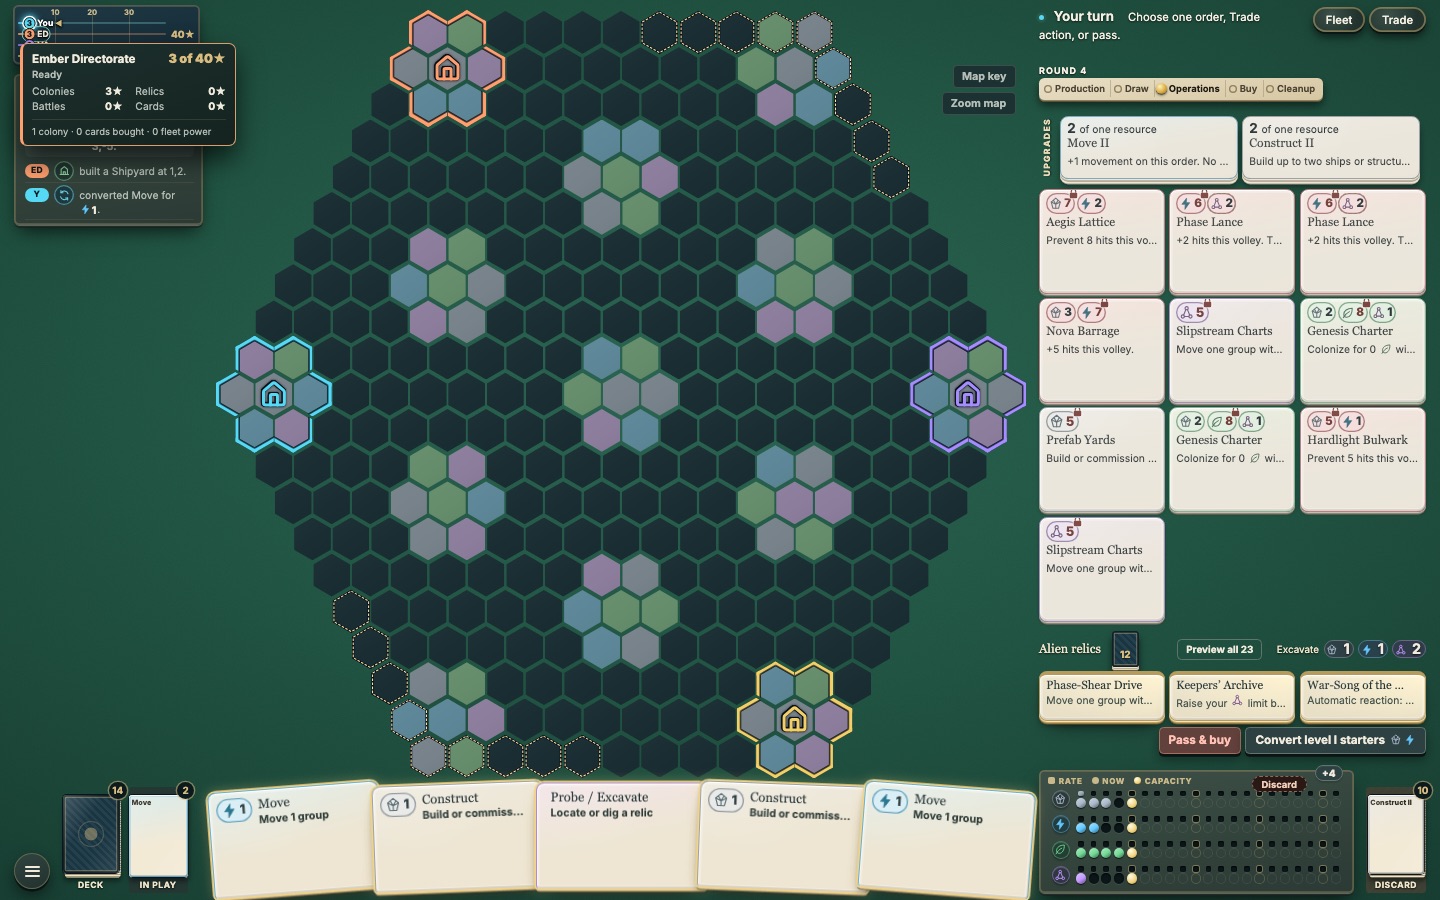 10 20 30
You
ED 40★
Ember Directorate 3 of 40★
Ready
Colonies 3★ Relics 0★
Battles 0★ Cards 0★
1 colony · 0 cards bought · 0 fleet power
ED built a Shipyard at 1,2.
Y converted Move for
1.
Map key
Zoom map
Your turn Choose one order, Trade
action, or pass.
Fleet Trade
ROUND 4
Production Draw Operations Buy Cleanup
UPGRADES
2 of one resource
Move II
+1 movement on this order. No ...
2 of one resource
Construct II
Build up to two ships or structu...
7 2
Aegis Lattice
Prevent 8 hits this vo...
6 2
Phase Lance
+2 hits this volley. T...
6 2
Phase Lance
+2 hits this volley. T...
3 7
Nova Barrage
+5 hits this volley.
5
Slipstream Charts
Move one group wit...
2 8 1
Genesis Charter
Colonize for 0 wi...
5
Prefab Yards
Build or commission ...
2 8 1
Genesis Charter
Colonize for 0 wi...
5 1
Hardlight Bulwark
Prevent 5 hits this vo...
5
Slipstream Charts
Move one group wit...
Alien relics 12 Preview all 23 Excavate 1 1 2
Phase-Shear Drive
Move one group wit...
Keepers' Archive
Raise your limit b...
War-Song of the ...
Automatic reaction: ...
Pass & buy Convert level I starters
RATE NOW CAPACITY Discard +4
14
DECK
2
Move
IN PLAY
1 Move
Move 1 group
1 Construct
Build or commiss...
Probe / Excavate
Locate or dig a relic
1 Construct
Build or commiss...
1 Move
Move 1 group
10
Construct II
DISCARD